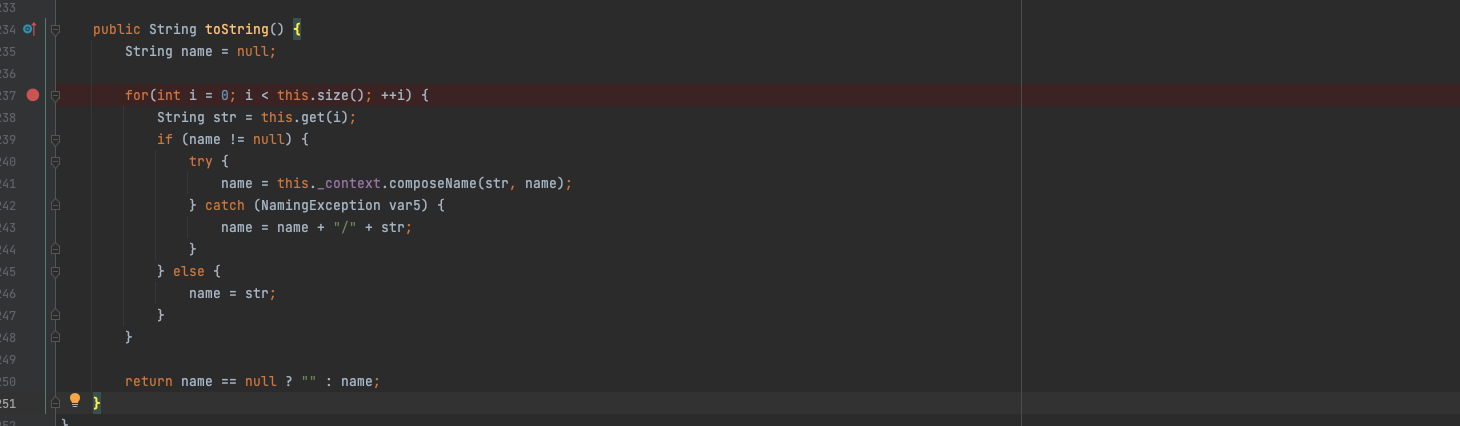 233
234 public String toString() {
235 String name = null;
236
237 for(int i = 0; i < this.size(); ++i) {
238 String str = this.get(i);
239 if (name != null) {
240 try {
241 name = this._context.composeName(str, name);
242 } catch (NamingException var5) {
243 name = name + "/" + str;
244 }
245 } else {
246 name = str;
247 }
248 }
249
250 return name == null ? "" : name;
251 }
252 }